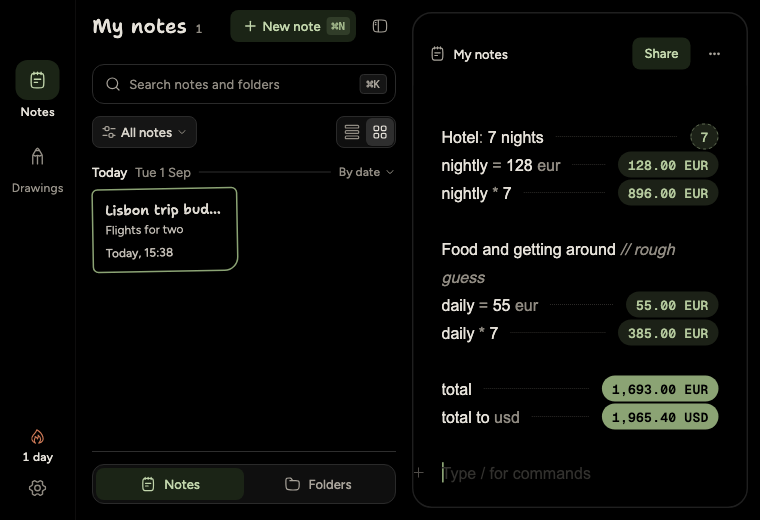 My notes 1
+ New note ⌘N
Notes
Drawings
Search notes and folders ⌘K
All notes
Today Tue 1 Sep By date
Lisbon trip bud...
Flights for two
Today, 15:38
1 day
Notes Folders
My notes Share
Hotel: 7 nights 7
nightly = 128 eur 128.00 EUR
nightly * 7 896.00 EUR
Food and getting around // rough
guess
daily = 55 eur 55.00 EUR
daily * 7 385.00 EUR
total 1,693.00 EUR
total to usd 1,965.40 USD
+ Type / for commands